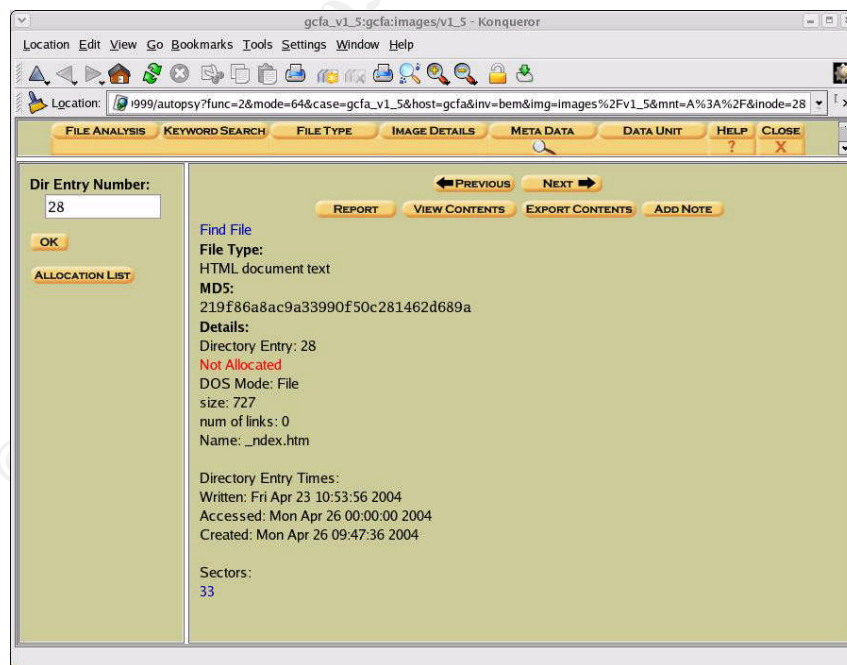 gcfa_v1_5:gcfa:images/v1_5 - Konqueror
Location Edit View Go Bookmarks Tools Settings Window Help
Location: 999/autopsy?func=2&mode=64&case=gcfa_v1_5&host=gcfa&inv=bem&img=images%2Fv1_5&mnt=A%3A%2F&inode=28
FILE ANALYSIS KEYWORD SEARCH FILE TYPE IMAGE DETAILS META DATA DATA UNIT HELP CLOSE
? X
Dir Entry Number:
28
OK
ALLOCATION LIST
PREVIOUS NEXT
REPORT VIEW CONTENTS EXPORT CONTENTS ADD NOTE
Find File
File Type:
HTML document text
MD5:
219f86a8ac9a33990f50c281462d689a
Details:
Directory Entry: 28
Not Allocated
DOS Mode: File
size: 727
num of links: 0
Name: _ndex.htm
Directory Entry Times:
Written: Fri Apr 23 10:53:56 2004
Accessed: Mon Apr 26 00:00:00 2004
Created: Mon Apr 26 09:47:36 2004
Sectors:
33